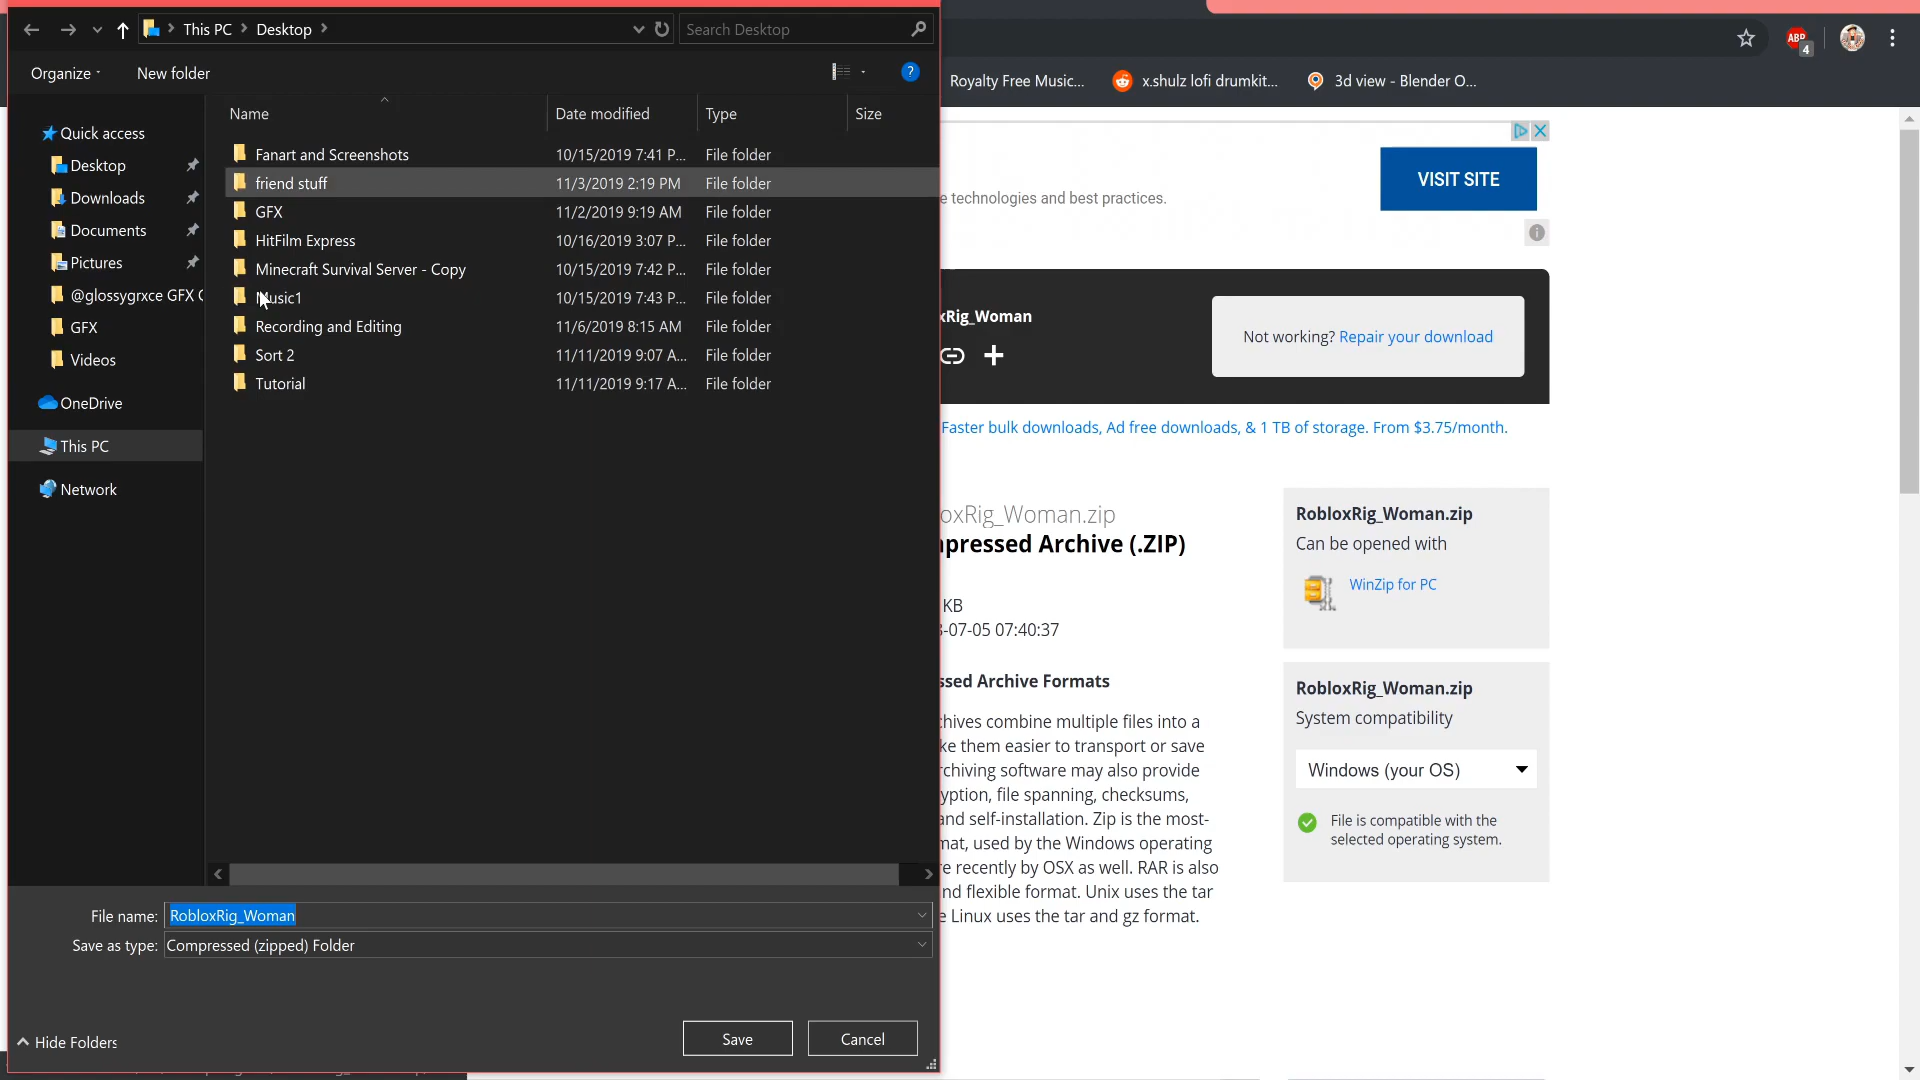 This PC
Desktop
Search Desktop
Organize
New folder
?
Name
Date modified
Type
Size
Quick access
Desktop
Downloads
Documents
Pictures
@glossygrxce GFX
GFX
Videos
OneDrive
This PC
Network
Fanart and Screenshots 10/15/2019 7:41 P... File folder
friend stuff 11/3/2019 2:19 PM File folder
GFX 11/2/2019 9:19 AM File folder
HitFilm Express 10/16/2019 3:07 P... File folder
Minecraft Survival Server - Copy 10/15/2019 7:42 P... File folder
Music1 10/15/2019 7:43 P... File folder
Recording and Editing 11/6/2019 8:15 AM File folder
Sort 2 11/11/2019 9:07 A... File folder
Tutorial 11/11/2019 9:17 A... File folder
File name: RobloxRig_Woman
Save as type: Compressed (zipped) Folder
Hide Folders
Save
Cancel
ABP 4
Royalty Free Music...
x.shulz lofi drumkit...
3d view - Blender O...
e technologies and best practices.
VISIT SITE
xRig_Woman
Not working? Repair your download
Faster bulk downloads, Ad free downloads, & 1 TB of storage. From $3.75/month.
oxRig_Woman.zip
pressed Archive (.ZIP)
KB
-07-05 07:40:37
ssed Archive Formats
hives combine multiple files into a
ke them easier to transport or save
rchiving software may also provide
yption, file spanning, checksums,
and self-installation. Zip is the most-
mat, used by the Windows operating
e recently by OSX as well. RAR is also
nd flexible format. Unix uses the tar
e Linux uses the tar and gz format.
RobloxRig_Woman.zip
Can be opened with
WinZip for PC
RobloxRig_Woman.zip
System compatibility
Windows (your OS)
File is compatible with the
selected operating system.